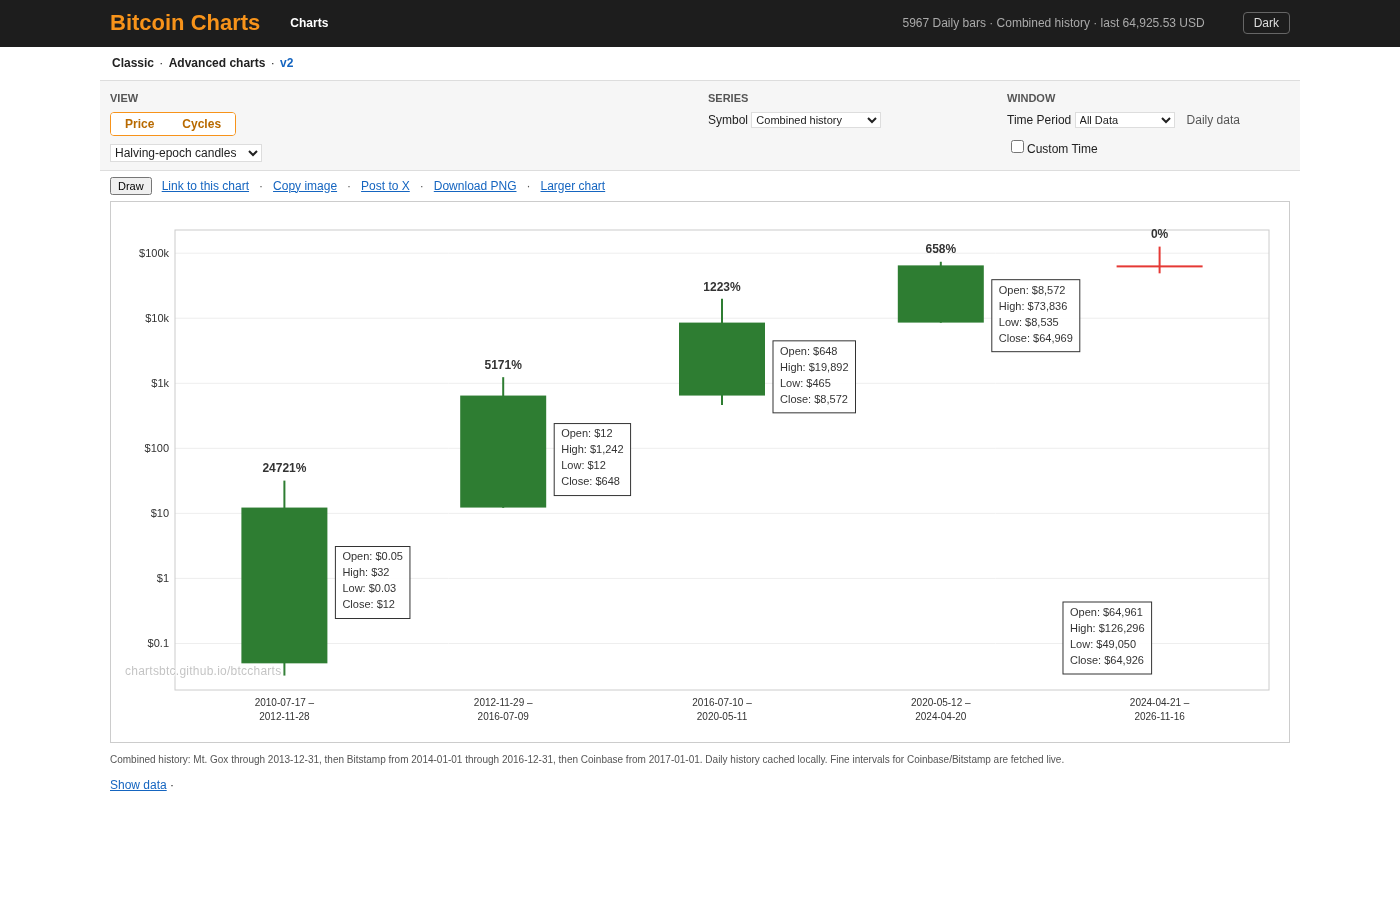 Bitcoin Charts
Charts
5967 Daily bars · Combined history · last 64,925.53 USD
Dark
Classic · Advanced charts · v2
VIEW
Price Cycles
Halving-epoch candles
SERIES
Symbol Combined history
WINDOW
Time Period All Data Daily data
Custom Time
Draw Link to this chart · Copy image · Post to X · Download PNG · Larger chart
$100k
$10k
$1k
$100
$10
$1
$0.1
24721%
Open: $0.05
High: $32
Low: $0.03
Close: $12
5171%
Open: $12
High: $1,242
Low: $12
Close: $648
1223%
Open: $648
High: $19,892
Low: $465
Close: $8,572
658%
Open: $8,572
High: $73,836
Low: $8,535
Close: $64,969
0%
Open: $64,961
High: $126,296
Low: $49,050
Close: $64,926
chartsbtc.github.io/btccharts
2010-07-17 –
2012-11-28
2012-11-29 –
2016-07-09
2016-07-10 –
2020-05-11
2020-05-12 –
2024-04-20
2024-04-21 –
2026-11-16
Combined history: Mt. Gox through 2013-12-31, then Bitstamp from 2014-01-01 through 2016-12-31, then Coinbase from 2017-01-01. Daily history cached locally. Fine intervals for Coinbase/Bitstamp are fetched live.
Show data ·